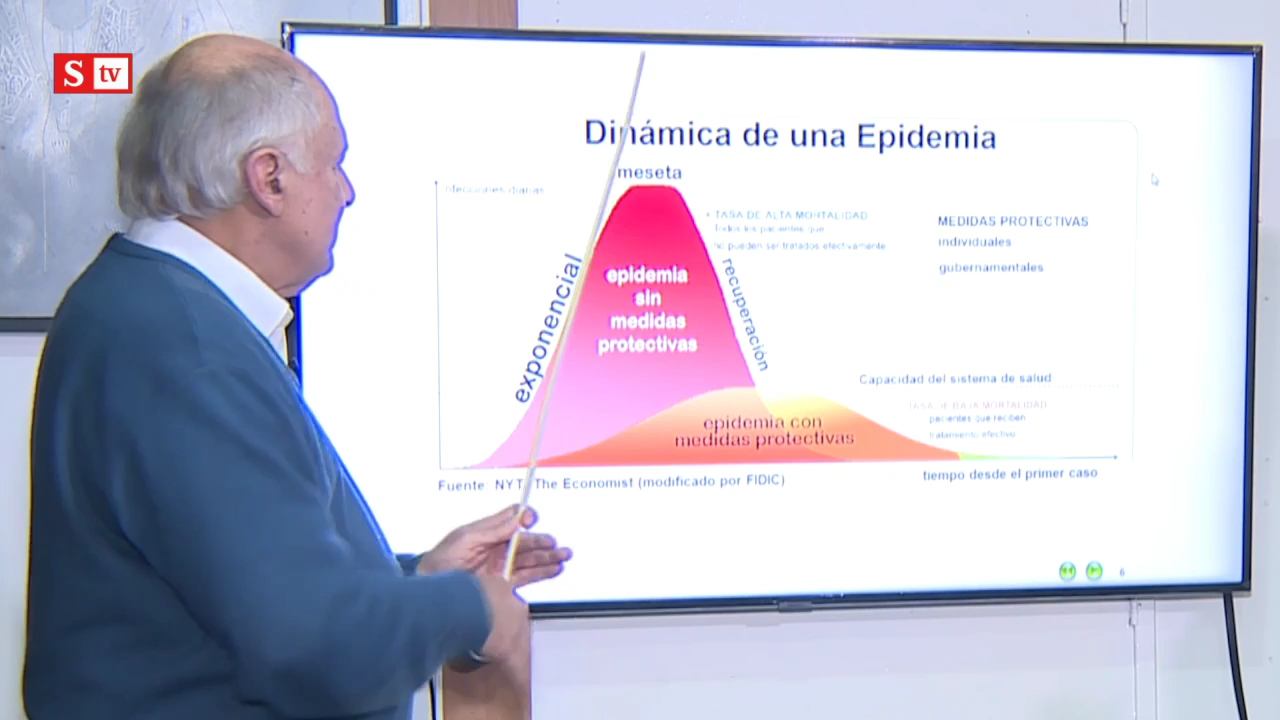 S tv
Dinámica de una Epidemia
meseta
infecciones diarias
• TASA DE ALTA MORTALIDAD
Todos los pacientes que
no pueden ser tratados efectivamente
MEDIDAS PROTECTIVAS
individuales
gubernamentales
exponencial
epidemia
sin
medidas
protectivas
recuperación
Capacidad del sistema de salud
TASA DE BAJA MORTALIDAD
pacientes que reciben
tratamiento efectivo
epidemia con
medidas protectivas
tiempo desde el primer caso
Fuente: NYT, The Economist (modificado por FIDIC)
6